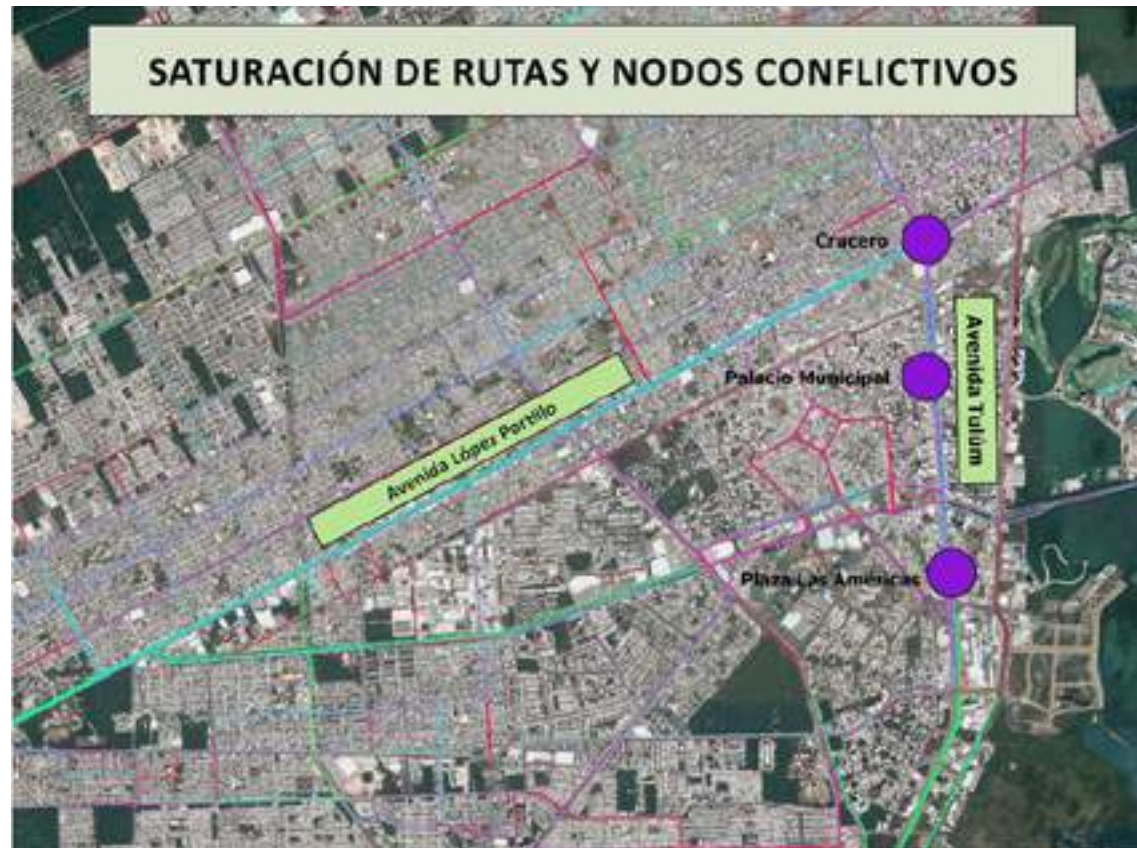 SATURACIÓN DE RUTAS Y NODOS CONFLICTIVOS
Crucero
Palacio Municipal
Avenida Tulúm
Avenida López Portillo
Plaza Las Américas